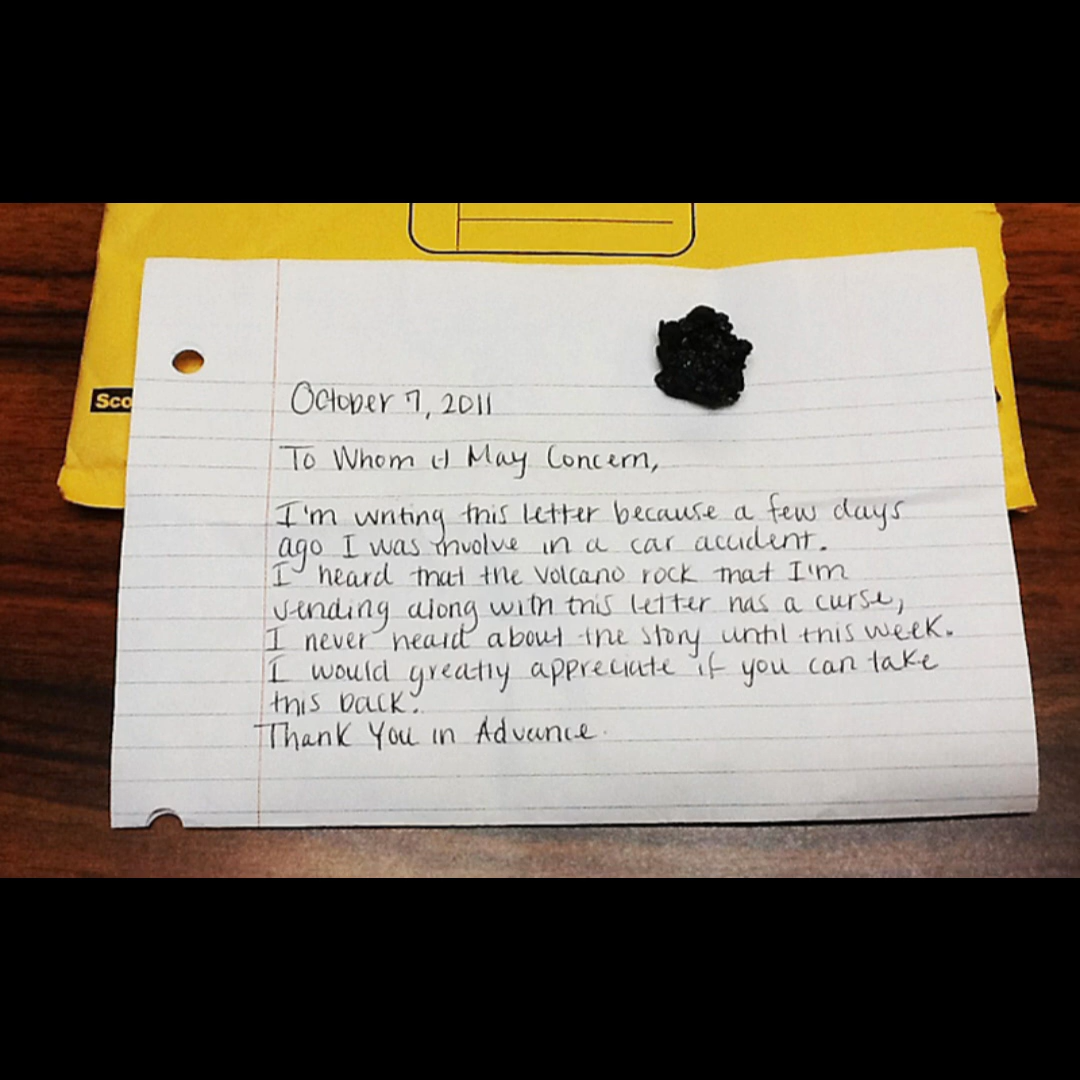 Sco
October 7, 2011
To Whom it May Concern,
I'm writing this letter because a few days
ago I was involve in a car accident.
I heard that the volcano rock that I'm
sending along with this letter has a curse,
I never heard about the story until this week.
I would greatly appreciate if you can take
this back.
Thank You in Advance.